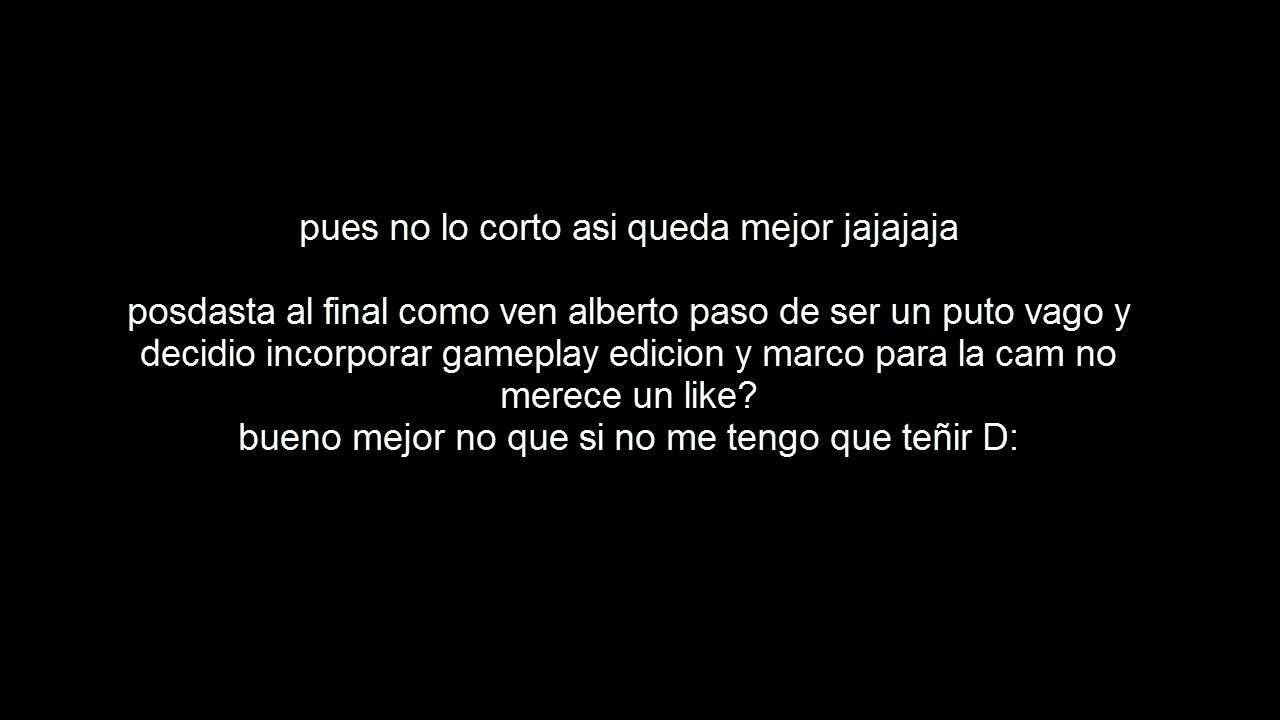 pues no lo corto asi queda mejor jajajaja
posdasta al final como ven alberto paso de ser un puto vago y
decidio incorporar gameplay edicion y marco para la cam no
merece un like?
bueno mejor no que si no me tengo que teñir D: